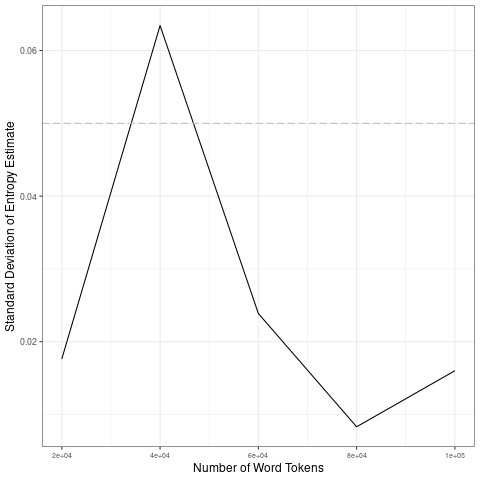 Standard Deviation of Entropy Estimate
0.06
0.04
0.02
2e+04 4e+04 6e+04 8e+04 1e+05
Number of Word Tokens